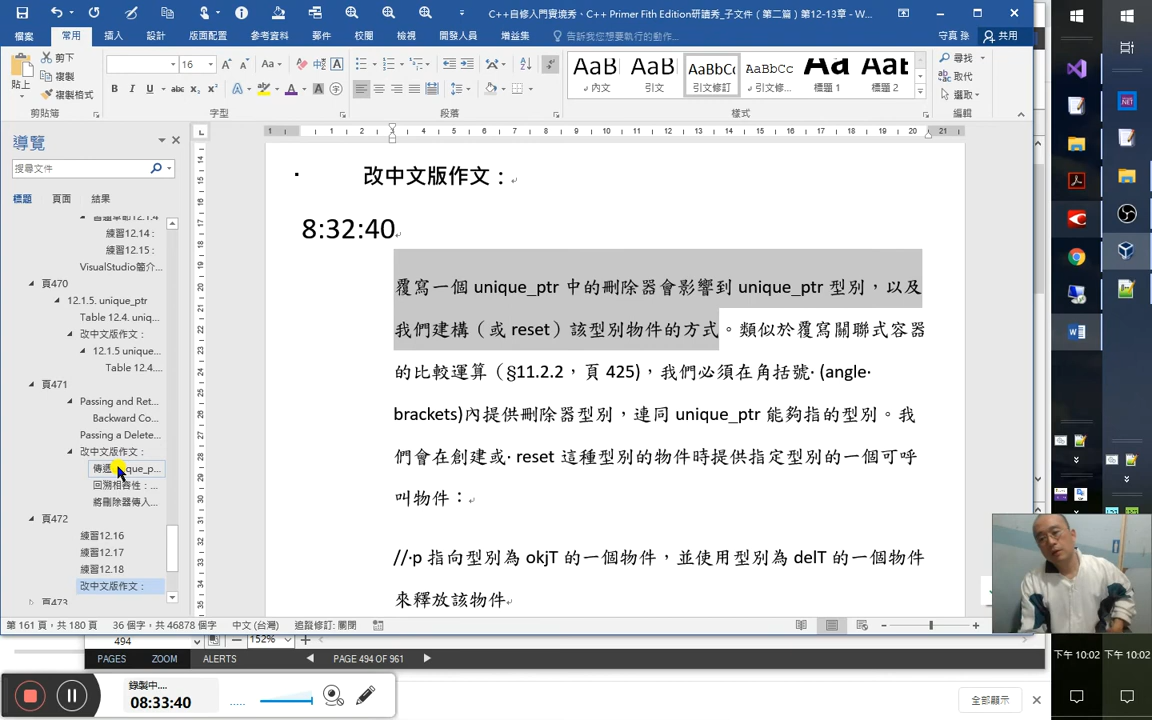 C++自修入門實境秀、C++ Primer Fifth Edition研讀秀_子文件（第二篇）第12-13章 - W...
檔案 常用 插入 設計 版面配置 參考資料 郵件 校閱 檢視 開發人員 增益集 告訴我您想要執行的動作... 守真 孫 共用
貼上 剪下 複製 複製格式
16
AaBb AaBb AaBbCc AaBbCc AaBb AaBb
內文 引文 引文修訂 引文修... 標題 1 標題 2
尋找 取代 選取
剪貼簿 字型 段落 樣式 編輯
導覽
搜尋文件
標題 頁面 結果
練習12.14 :
練習12.15 :
VisualStudio簡介...
頁470
12.1.5. unique_ptr
Table 12.4. uniq...
改中文版作文 :
12.1.5 unique...
Table 12.4....
頁471
Passing and Ret...
Backward Co...
Passing a Delete...
改中文版作文 :
回溯相容性 : ...
將刪除器傳入...
頁472
練習12.16
練習12.17
練習12.18
改中文版作文 :
頁473
改中文版作文：
8:32:40
覆寫一個 unique_ptr 中的刪除器會影響到 unique_ptr 型別，以及
我們建構（或 reset）該型別物件的方式。類似於覆寫關聯式容器
的比較運算（§11.2.2，頁 425)，我們必須在角括號 (angle
brackets)內提供刪除器型別，連同 unique_ptr 能夠指的型別。我
們會在創建或 reset 這種型別的物件時提供指定型別的一個可呼
叫物件：
// p 指向型別為 okjT 的一個物件，並使用型別為 delT 的一個物件
來釋放該物件
第 161 頁，共 180 頁 36 個字，共 46878 個字 中文 (台灣) 追蹤修訂: 關閉
494 152%
PAGES ZOOM ALERTS PAGE 494 OF 961
錄製中....
08:33:40
全部顯示
下午 10:02 下午 10:02